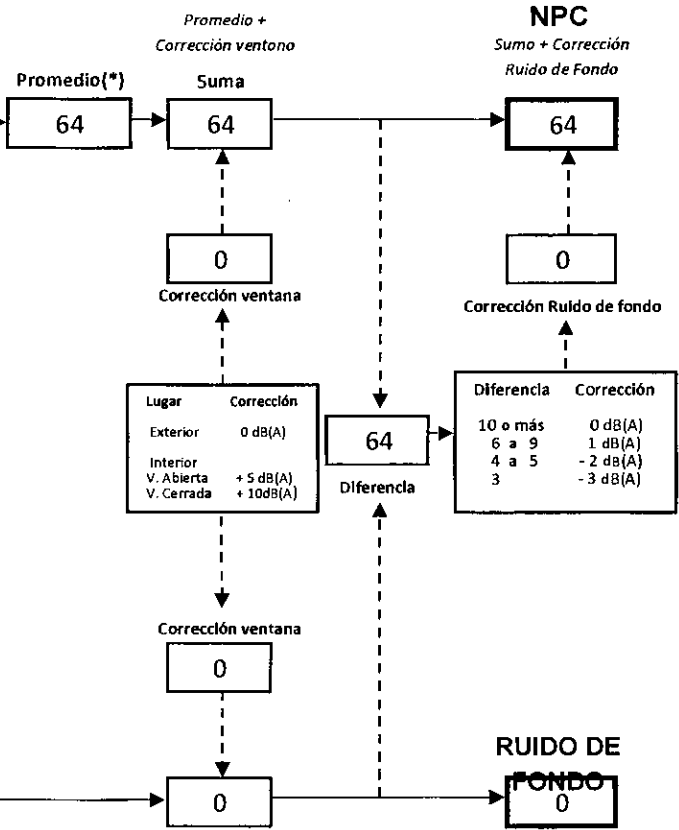 Promedio +
Corrección ventono
NPC
Sumo + Corrección
Ruido de Fondo
Promedio(*)
Suma
64
64
64
0
Corrección ventana
0
Corrección Ruido de fondo
Lugar Corrección
Exterior 0 dB(A)
Interior
V. Abierta + 5 dB(A)
V. Cerrada + 10dB(A)
64
Diferencia
Diferencia Corrección
10 o más 0 dB(A)
6 a 9 1 dB(A)
4 a 5 - 2 dB(A)
3 - 3 dB(A)
Corrección ventana
0
RUIDO DE
FONDO
0
0